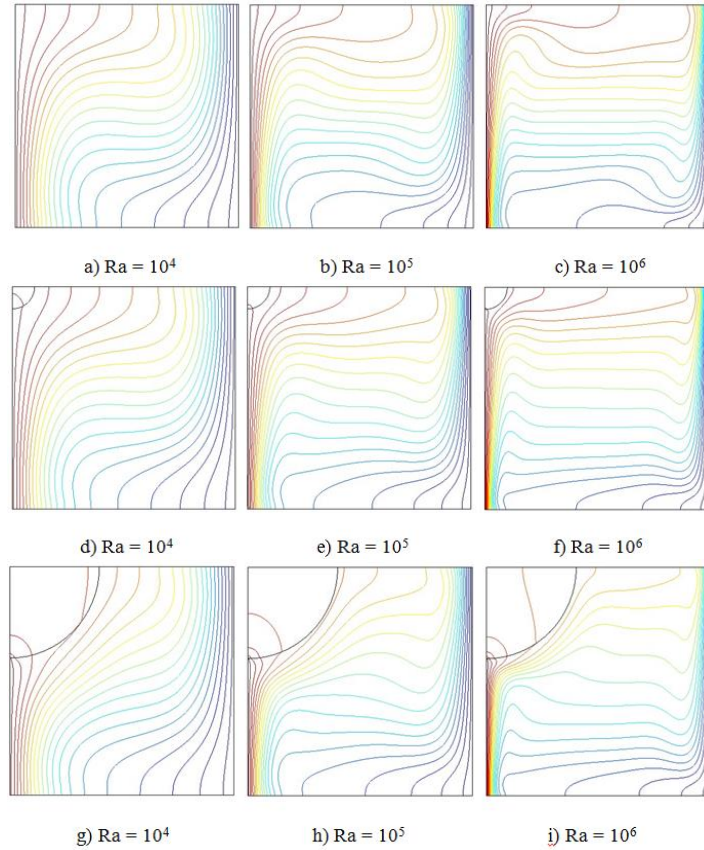 a) Ra = 10⁴ b) Ra = 10⁵ c) Ra = 10⁶
d) Ra = 10⁴ e) Ra = 10⁵ f) Ra = 10⁶
g) Ra = 10⁴ h) Ra = 10⁵ i) Ra = 10⁶